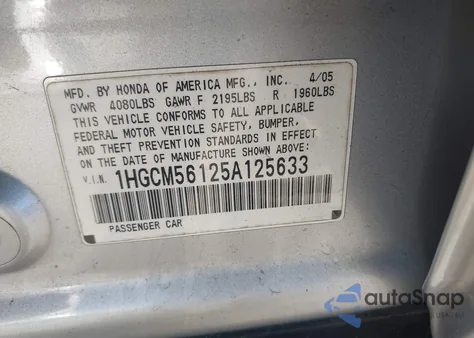 MFD. BY HONDA OF AMERICA MFG., INC. 4/05
GVWR 4080LBS GAWR F 2195LBS R 1960LBS
THIS VEHICLE CONFORMS TO ALL APPLICABLE
FEDERAL MOTOR VEHICLE SAFETY, BUMPER,
AND THEFT PREVENTION STANDARDS IN EFFECT
ON THE DATE OF MANUFACTURE SHOWN ABOVE:
V.I.N. 1HGCM56125A125633
PASSENGER CAR
autoSnap